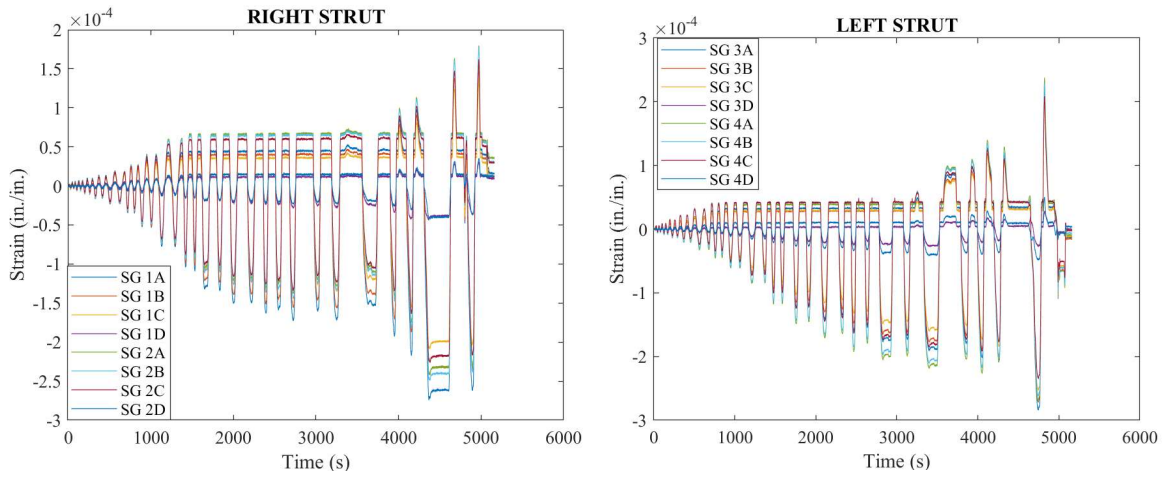 RIGHT STRUT
×10⁻⁴
2
1.5
1
0.5
0
-0.5
-1
-1.5
-2
-2.5
-3
Strain (in./in.)
SG 1A
SG 1B
SG 1C
SG 1D
SG 2A
SG 2B
SG 2C
SG 2D
0 1000 2000 3000 4000 5000 6000
Time (s)
LEFT STRUT
×10⁻⁴
3
2
1
0
-1
-2
-3
Strain (in./in.)
SG 3A
SG 3B
SG 3C
SG 3D
SG 4A
SG 4B
SG 4C
SG 4D
0 1000 2000 3000 4000 5000 6000
Time (s)